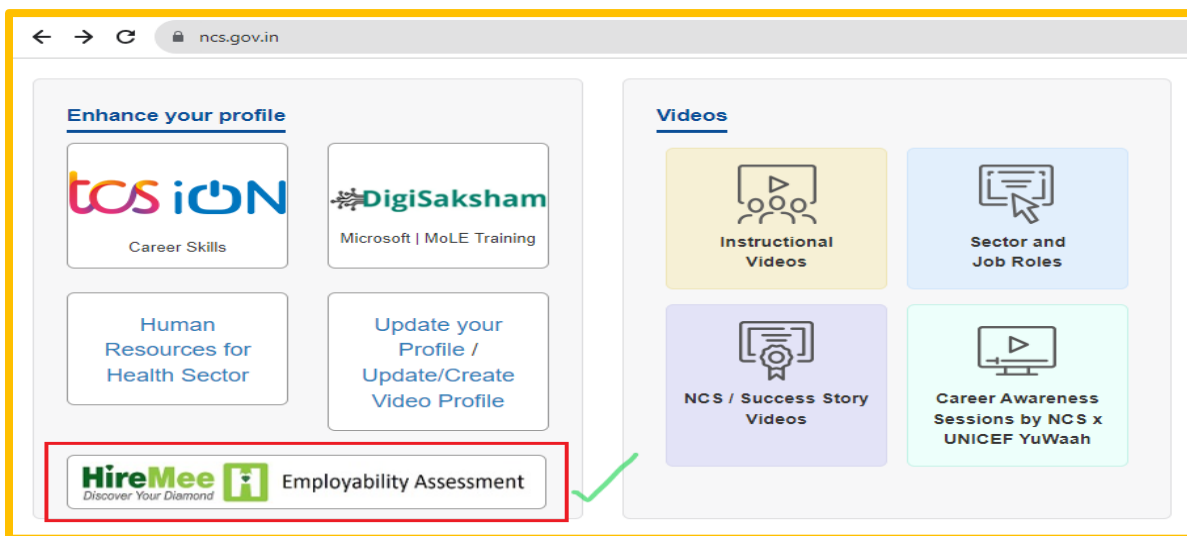 ncs.gov.in
Enhance your profile
tcs iON
Career Skills
DigiSaksham
Microsoft | MoLE Training
Human
Resources for
Health Sector
Update your
Profile /
Update/Create
Video Profile
HireMee
Discover Your Diamond
Employability Assessment
Videos
Instructional
Videos
Sector and
Job Roles
NCS / Success Story
Videos
Career Awareness
Sessions by NCS x
UNICEF YuWaah